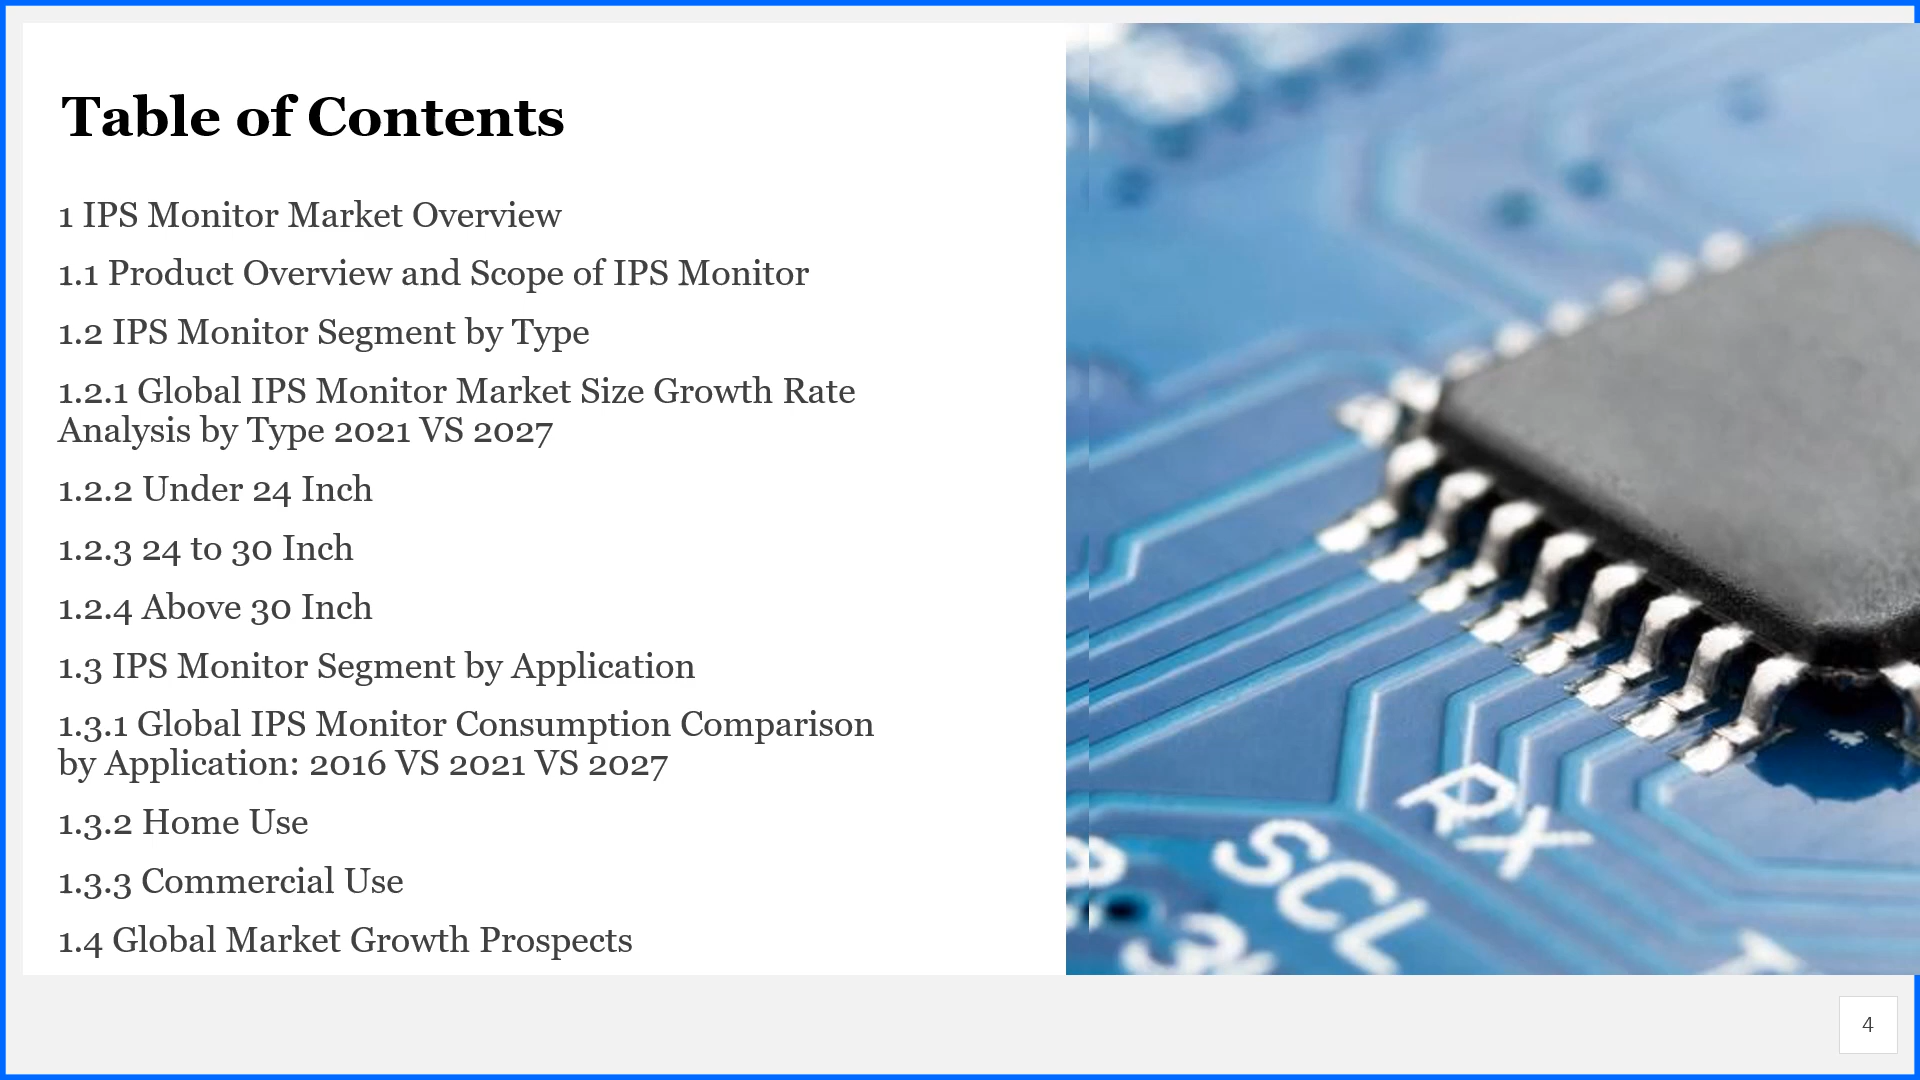 Table of Contents
1 IPS Monitor Market Overview
1.1 Product Overview and Scope of IPS Monitor
1.2 IPS Monitor Segment by Type
1.2.1 Global IPS Monitor Market Size Growth Rate
Analysis by Type 2021 VS 2027
1.2.2 Under 24 Inch
1.2.3 24 to 30 Inch
1.2.4 Above 30 Inch
1.3 IPS Monitor Segment by Application
1.3.1 Global IPS Monitor Consumption Comparison
by Application: 2016 VS 2021 VS 2027
1.3.2 Home Use
1.3.3 Commercial Use
1.4 Global Market Growth Prospects
RX
SCL
4